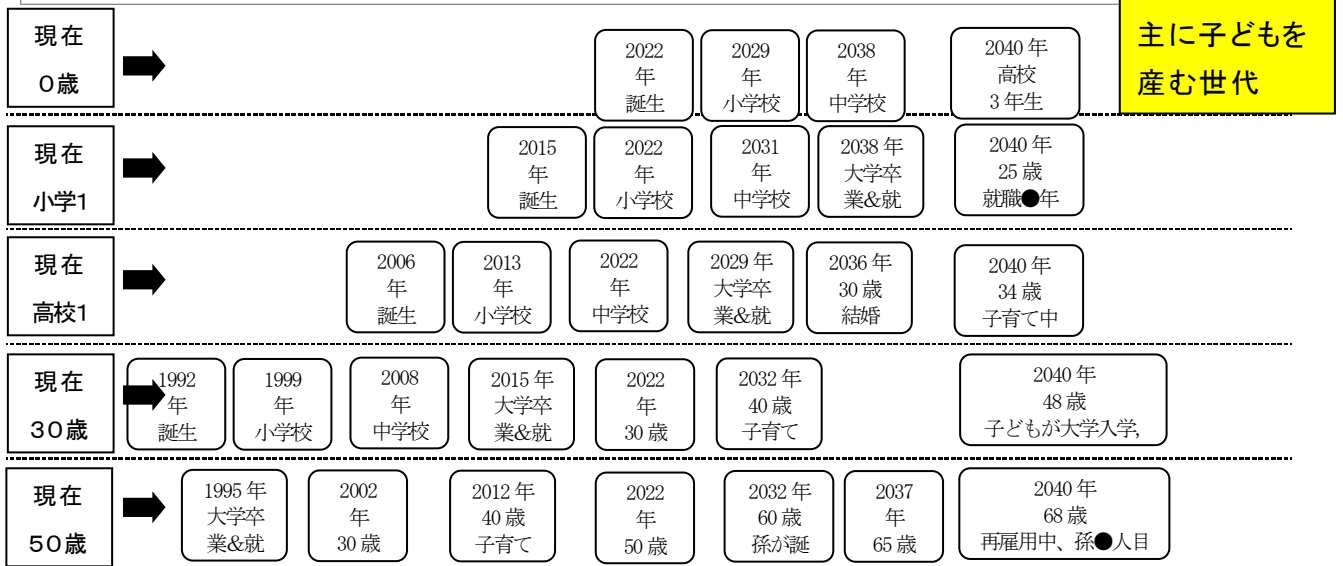 主に子どもを
産む世代
現在
0歳
2022
年
誕生
2029
年
小学校
2038
年
中学校
2040年
高校
3年生
現在
小学1
2015
年
誕生
2022
年
小学校
2031
年
中学校
2038年
大学卒
業&就
2040年
25歳
就職●年
現在
高校1
2006
年
誕生
2013
年
小学校
2022
年
中学校
2029年
大学卒
業&就
2036年
30歳
結婚
2040年
34歳
子育て中
現在
30歳
1992
年
誕生
1999
年
小学校
2008
年
中学校
2015年
大学卒
業&就
2022
年
30歳
2032年
40歳
子育て
2040年
48歳
子どもが大学入学,
現在
50歳
1995年
大学卒
業&就
2002
年
30歳
2012年
40歳
子育て
2022
年
50歳
2032年
60歳
孫が誕
2037
年
65歳
2040年
68歳
再雇用中、孫●人目